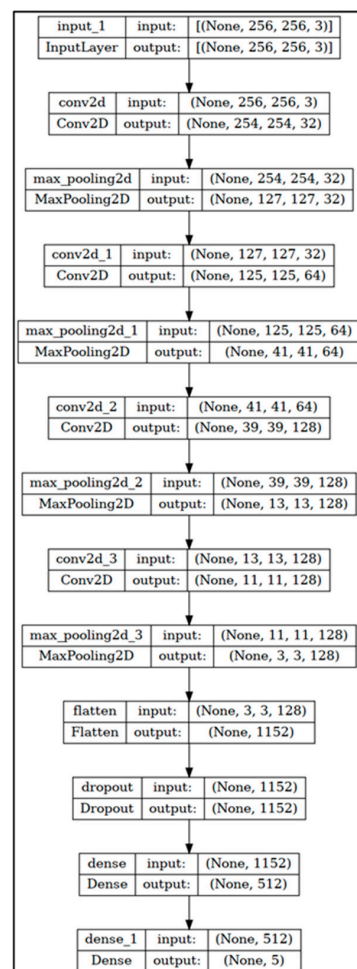 input_1 input: [(None, 256, 256, 3)]
InputLayer output: [(None, 256, 256, 3)]
conv2d input: (None, 256, 256, 3)
Conv2D output: (None, 254, 254, 32)
max_pooling2d input: (None, 254, 254, 32)
MaxPooling2D output: (None, 127, 127, 32)
conv2d_1 input: (None, 127, 127, 32)
Conv2D output: (None, 125, 125, 64)
max_pooling2d_1 input: (None, 125, 125, 64)
MaxPooling2D output: (None, 41, 41, 64)
conv2d_2 input: (None, 41, 41, 64)
Conv2D output: (None, 39, 39, 128)
max_pooling2d_2 input: (None, 39, 39, 128)
MaxPooling2D output: (None, 13, 13, 128)
conv2d_3 input: (None, 13, 13, 128)
Conv2D output: (None, 11, 11, 128)
max_pooling2d_3 input: (None, 11, 11, 128)
MaxPooling2D output: (None, 3, 3, 128)
flatten input: (None, 3, 3, 128)
Flatten output: (None, 1152)
dropout input: (None, 1152)
Dropout output: (None, 1152)
dense input: (None, 1152)
Dense output: (None, 512)
dense_1 input: (None, 512)
Dense output: (None, 5)